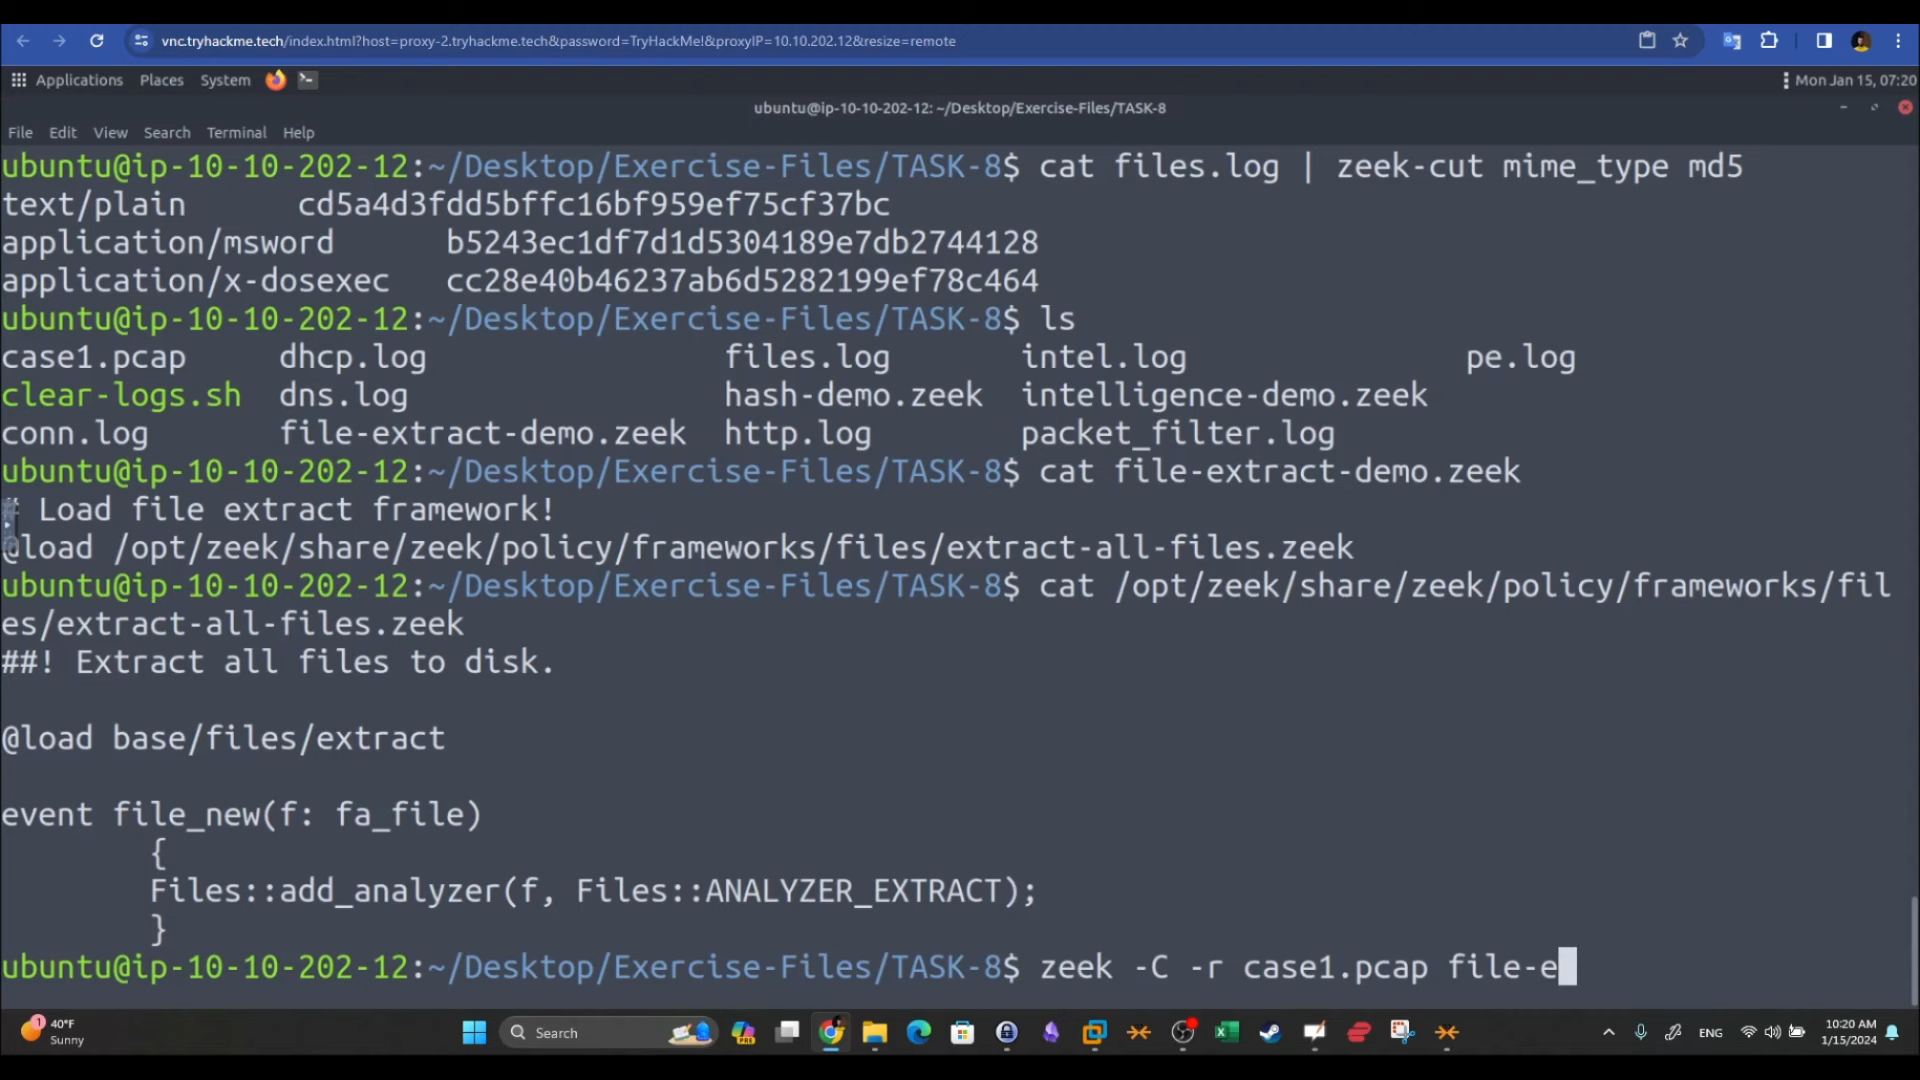 vnc.tryhackme.tech/index.html?host=proxy-2.tryhackme.tech&password=TryHackMe!&proxyIP=10.10.202.12&resize=remote
Applications Places System Mon Jan 15, 07:20
ubuntu@ip-10-10-202-12: ~/Desktop/Exercise-Files/TASK-8
File Edit View Search Terminal Help
ubuntu@ip-10-10-202-12:~/Desktop/Exercise-Files/TASK-8$ cat files.log | zeek-cut mime_type md5
text/plain cd5a4d3fdd5bffc16bf959ef75cf37bc
application/msword b5243ec1df7d1d5304189e7db2744128
application/x-dosexec cc28e40b46237ab6d5282199ef78c464
ubuntu@ip-10-10-202-12:~/Desktop/Exercise-Files/TASK-8$ ls
case1.pcap dhcp.log files.log intel.log pe.log
clear-logs.sh dns.log hash-demo.zeek intelligence-demo.zeek
conn.log file-extract-demo.zeek http.log packet_filter.log
ubuntu@ip-10-10-202-12:~/Desktop/Exercise-Files/TASK-8$ cat file-extract-demo.zeek
# Load file extract framework!
@load /opt/zeek/share/zeek/policy/frameworks/files/extract-all-files.zeek
ubuntu@ip-10-10-202-12:~/Desktop/Exercise-Files/TASK-8$ cat /opt/zeek/share/zeek/policy/frameworks/fil
es/extract-all-files.zeek
##! Extract all files to disk.
@load base/files/extract
event file_new(f: fa_file)
{
Files::add_analyzer(f, Files::ANALYZER_EXTRACT);
}
ubuntu@ip-10-10-202-12:~/Desktop/Exercise-Files/TASK-8$ zeek -C -r case1.pcap file-e
1 40°F
Sunny
Search
PRE
ENG
10:20 AM
1/15/2024